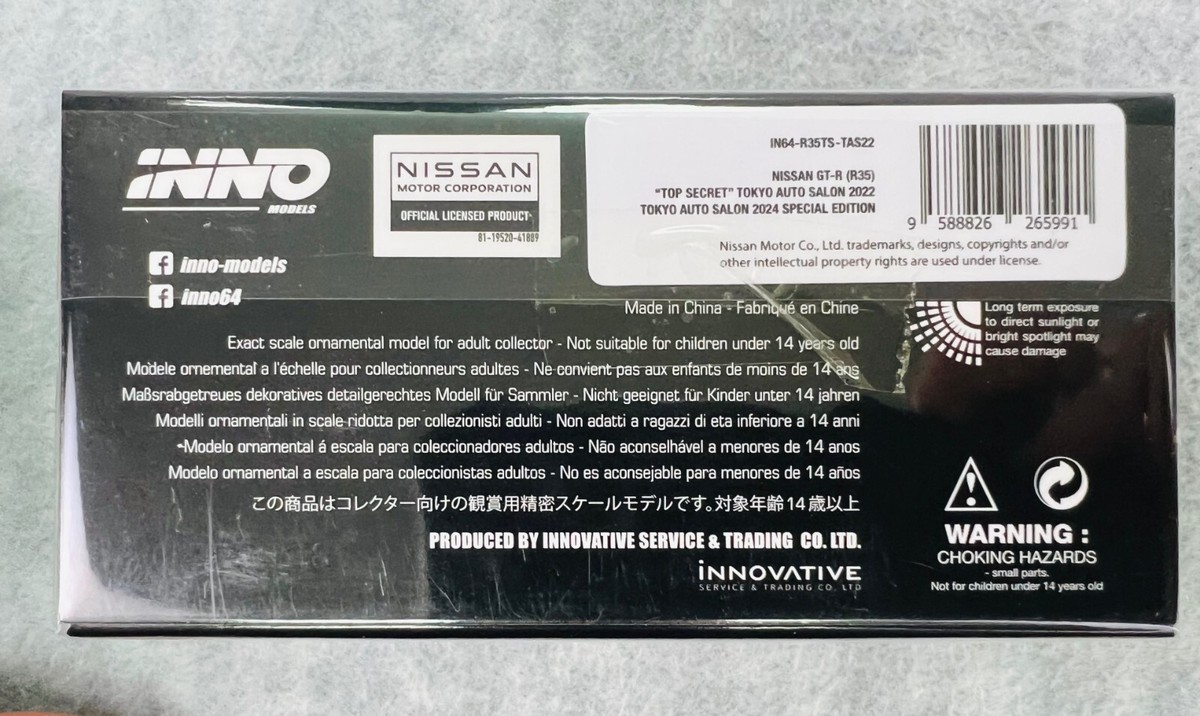 INNO
MODELS
inno-models
inno64
NISSAN
MOTOR CORPORATION
OFFICIAL LICENSED PRODUCT
81-19520-41889
IN64-R35TS-TAS22
NISSAN GT-R (R35)
“TOP SECRET” TOKYO AUTO SALON 2022
TOKYO AUTO SALON 2024 SPECIAL EDITION
9 588826 265991
Nissan Motor Co., Ltd. trademarks, designs, copyrights and/or
other intellectual property rights are used under license.
Made in China - Fabriqué en Chine
Long term exposure
to direct sunlight or
bright spotlight may
cause damage
Exact scale ornamental model for adult collector - Not suitable for children under 14 years old
Modele ornemental a l'échelle pour collectionneurs adultes - Ne convient pas aux enfants de moins de 14 ans
Maßsrabgetreues dekoratives detailgerechtes Modell für Sammler - Nicht geeignet für Kinder unter 14 jahren
Modelli ornamentali in scale ridotta per collezionisti adulti - Non adatti a ragazzi di eta inferiore a 14 anni
Modelo ornamental á escala para coleccionadores adultos - Não aconselhável a menores de 14 anos
Modelo ornamental a escala para coleccionistas adultos - No es aconsejable para menores de 14 años
この商品はコレクター向けの観賞用精密スケールモデルです。対象年齢14歳以上
PRODUCED BY INNOVATIVE SERVICE & TRADING CO. LTD.
INNOVATIVE
SERVICE & TRADING CO. LTD
WARNING :
CHOKING HAZARDS
- small parts.
Not for children under 14 years old